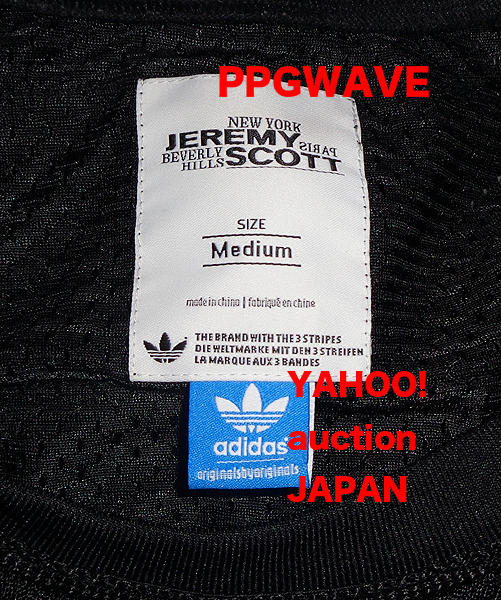 PPGWAVE
NEW YORK
JEREMY PARIS
BEVERLY SCOTT
HILLS
SIZE
Medium
made in china | fabriqué en chine
THE BRAND WITH THE 3 STRIPES
DIE WELTMARKE MIT DEN 3 STREIFEN
LA MARQUE AUX 3 BANDES
YAHOO!
adidas auction
originalsbyoriginals
JAPAN